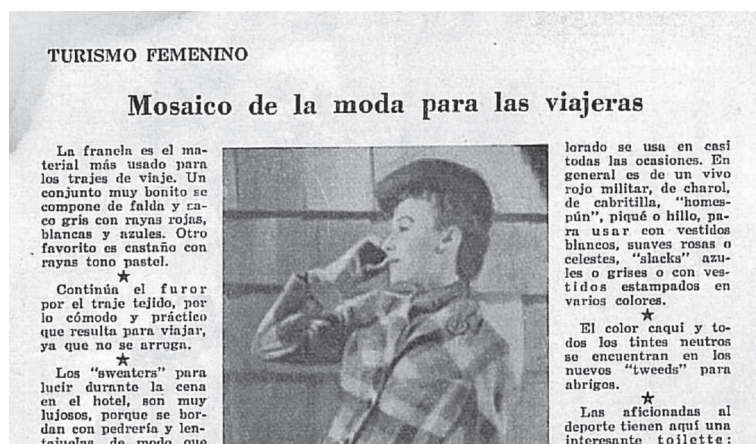 TURISMO FEMENINO
Mosaico de la moda para las viajeras
La franela es el ma-
terial más usado para
los trajes de viaje. Un
conjunto muy bonito se
compone de falda y sa-
co gris con rayas rojas,
blancas y azules. Otro
favorito es castaño con
rayas tono pastel.
Continúa el furor
por el traje tejido, por
lo cómodo y práctico
que resulta para viajar,
ya que no se arruga.
Los "sweaters" para
lucir durante la cena
en el hotel, son muy
lujosos, porque se bor-
dan con pedrería y len-
tejuelas, de modo que
lorado se usa en casi
todas las ocasiones. En
general es de un vivo
rojo militar, de charol,
de cabritilla, "homes-
pún", piqué o hillo, pa-
ra usar con vestidos
blancos, suaves rosas o
celestes, "slacks" azu-
les o grises o con ves-
tidos estampados en
varios colores.
El color caqui y to-
dos los tintes neutros
se encuentran en los
nuevos "tweeds" para
abrigos.
Las aficionadas al
deporte tienen aquí una
interesante toilette: